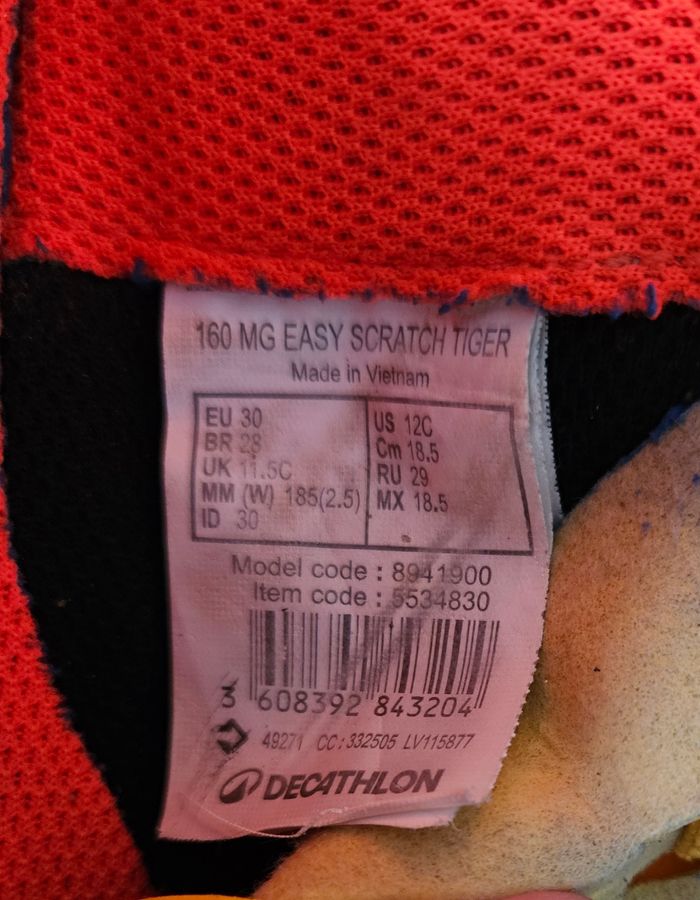 160 MG EASY SCRATCH TIGER
Made in Vietnam
EU 30
BR 28
UK 11.5C
MM (W) 185(2.5)
ID 30
US 12C
Cm 18.5
RU 29
MX 18.5
Model code : 8941900
Item code : 5534830
3 608392 843204
49271 CC:332505 LV115877
DECATHLON